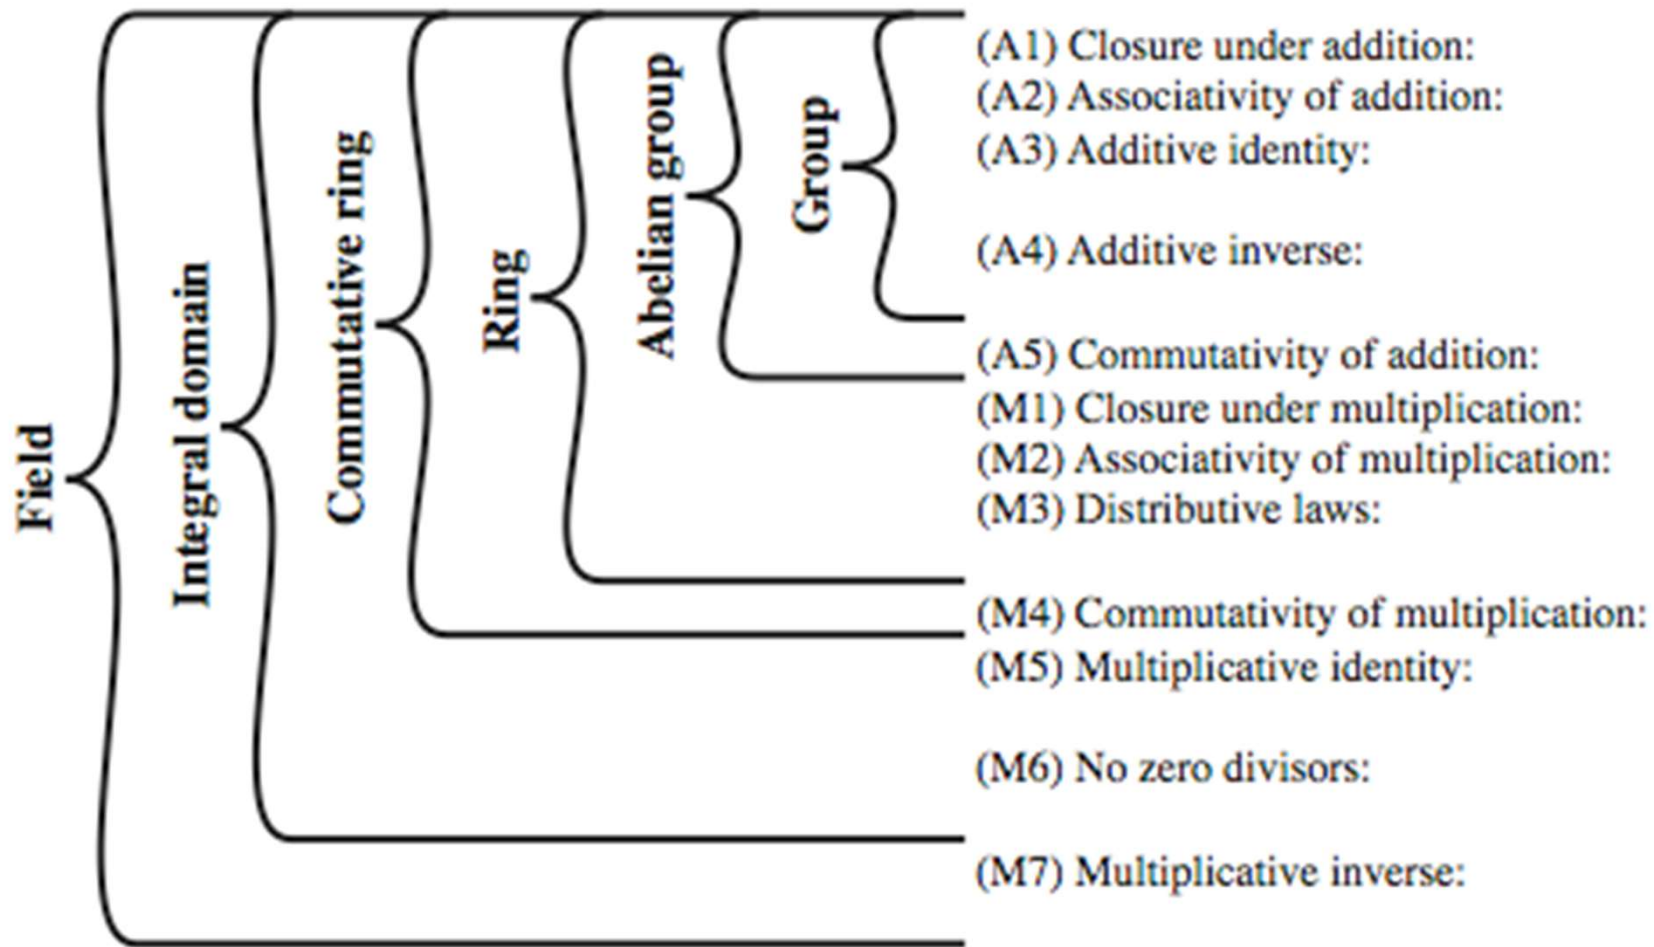 Field
Integral domain
Commutative ring
Ring
Abelian group
Group
(A1) Closure under addition:
(A2) Associativity of addition:
(A3) Additive identity:
(A4) Additive inverse:
(A5) Commutativity of addition:
(M1) Closure under multiplication:
(M2) Associativity of multiplication:
(M3) Distributive laws:
(M4) Commutativity of multiplication:
(M5) Multiplicative identity:
(M6) No zero divisors:
(M7) Multiplicative inverse: